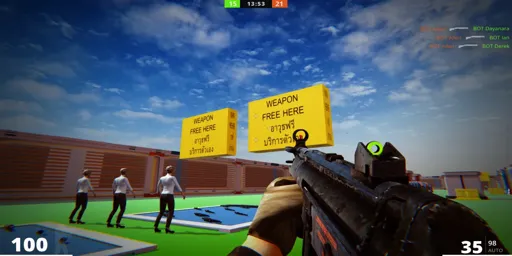 15 13:53 21
BOT Dayanara
BOT Ian
BOT Derek
WEAPON
FREE HERE
อาวุธฟรี
บริการตัวเอง
WEAPON
FREE HERE
อาวุธฟรี
บริการตัวเอง
100
35 98
AUTO